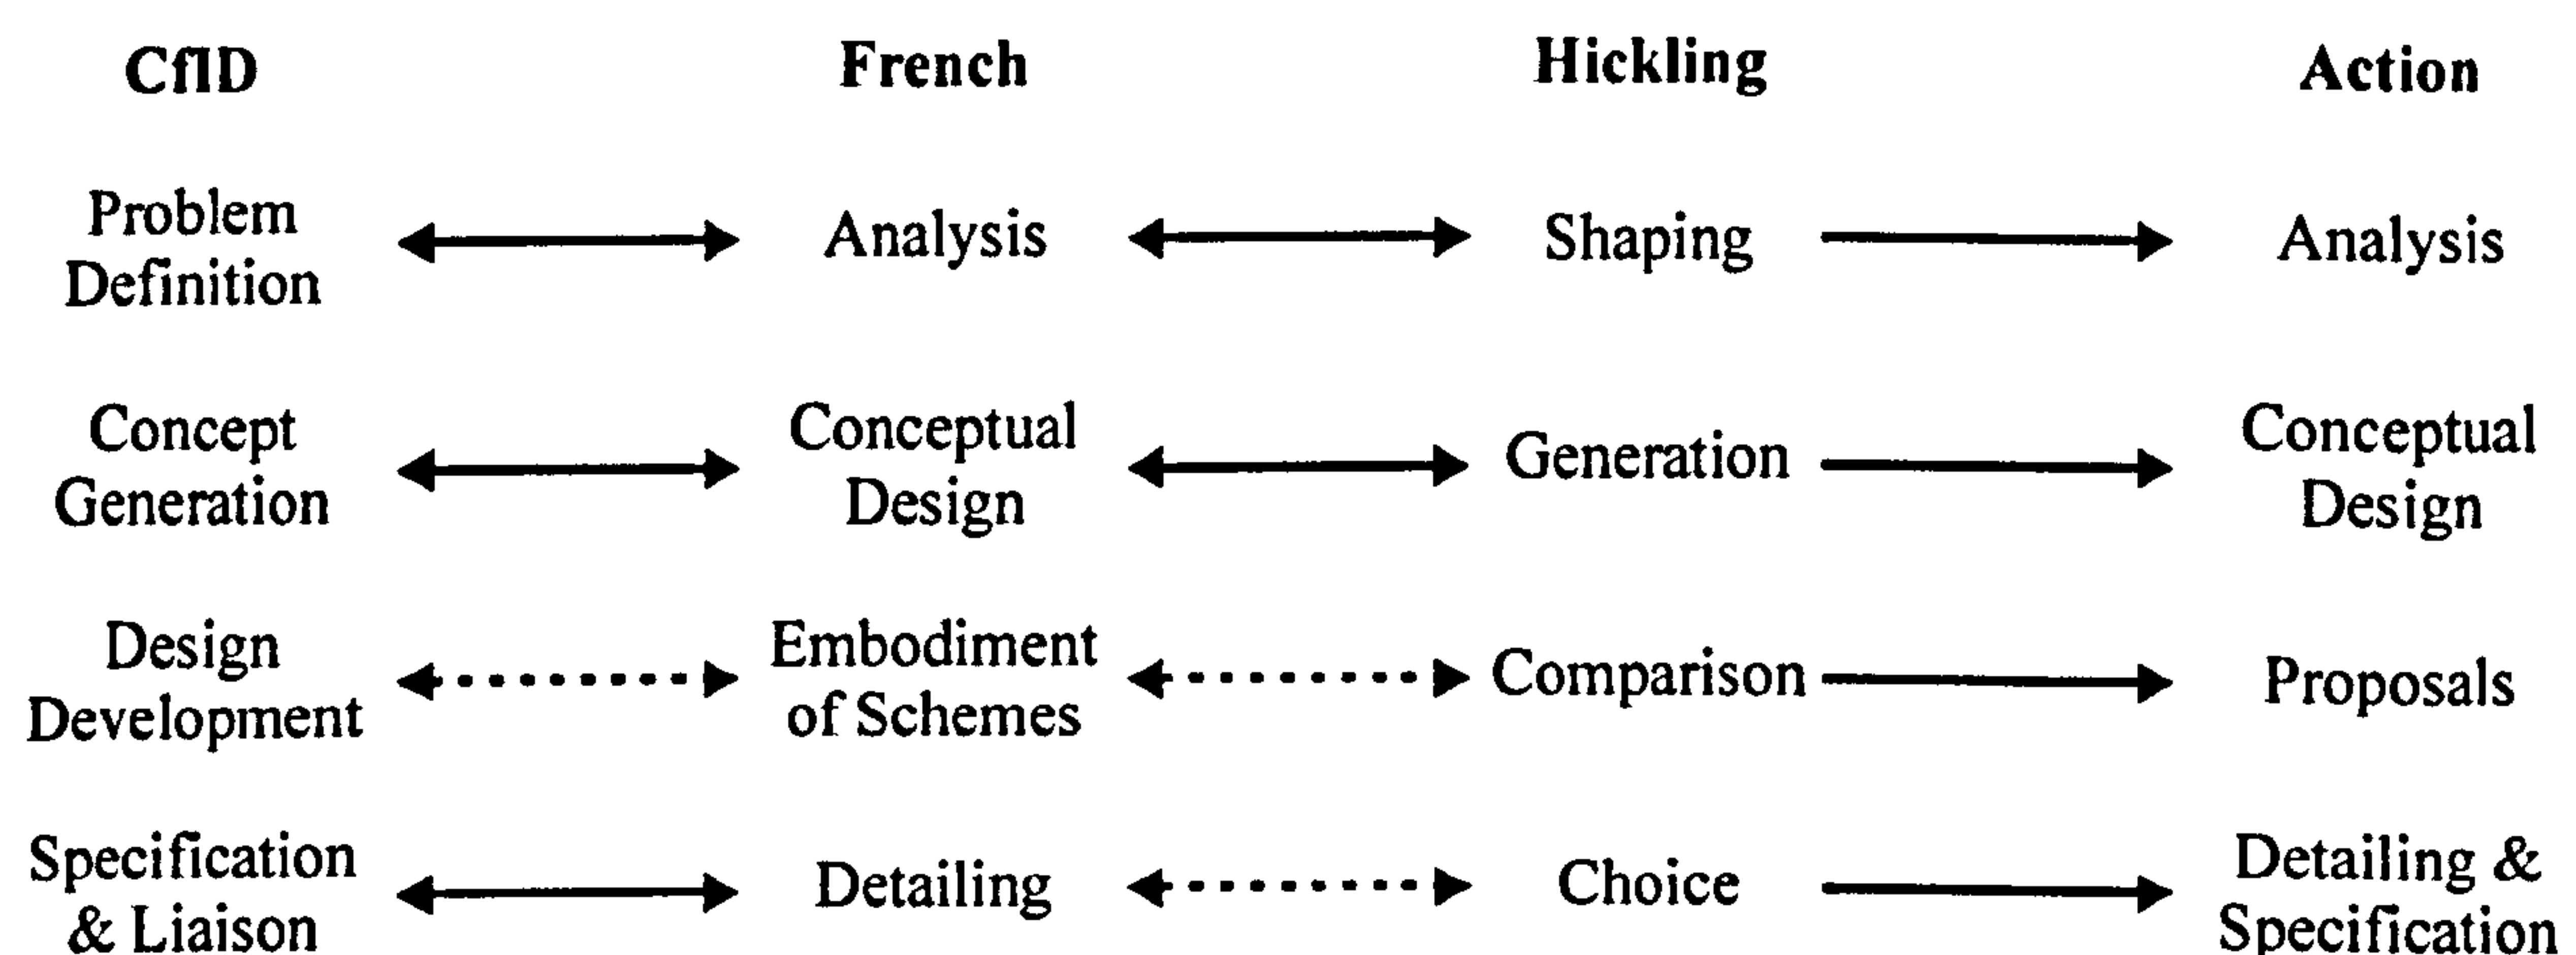 CfID French Hickling Action
Problem
Definition
Analysis
Shaping
Analysis
Concept
Generation
Conceptual
Design
Generation
Conceptual
Design
Design
Development
Embodiment
of Schemes
Comparison
Proposals
Specification
& Liaison
Detailing
Choice
Detailing &
Specification